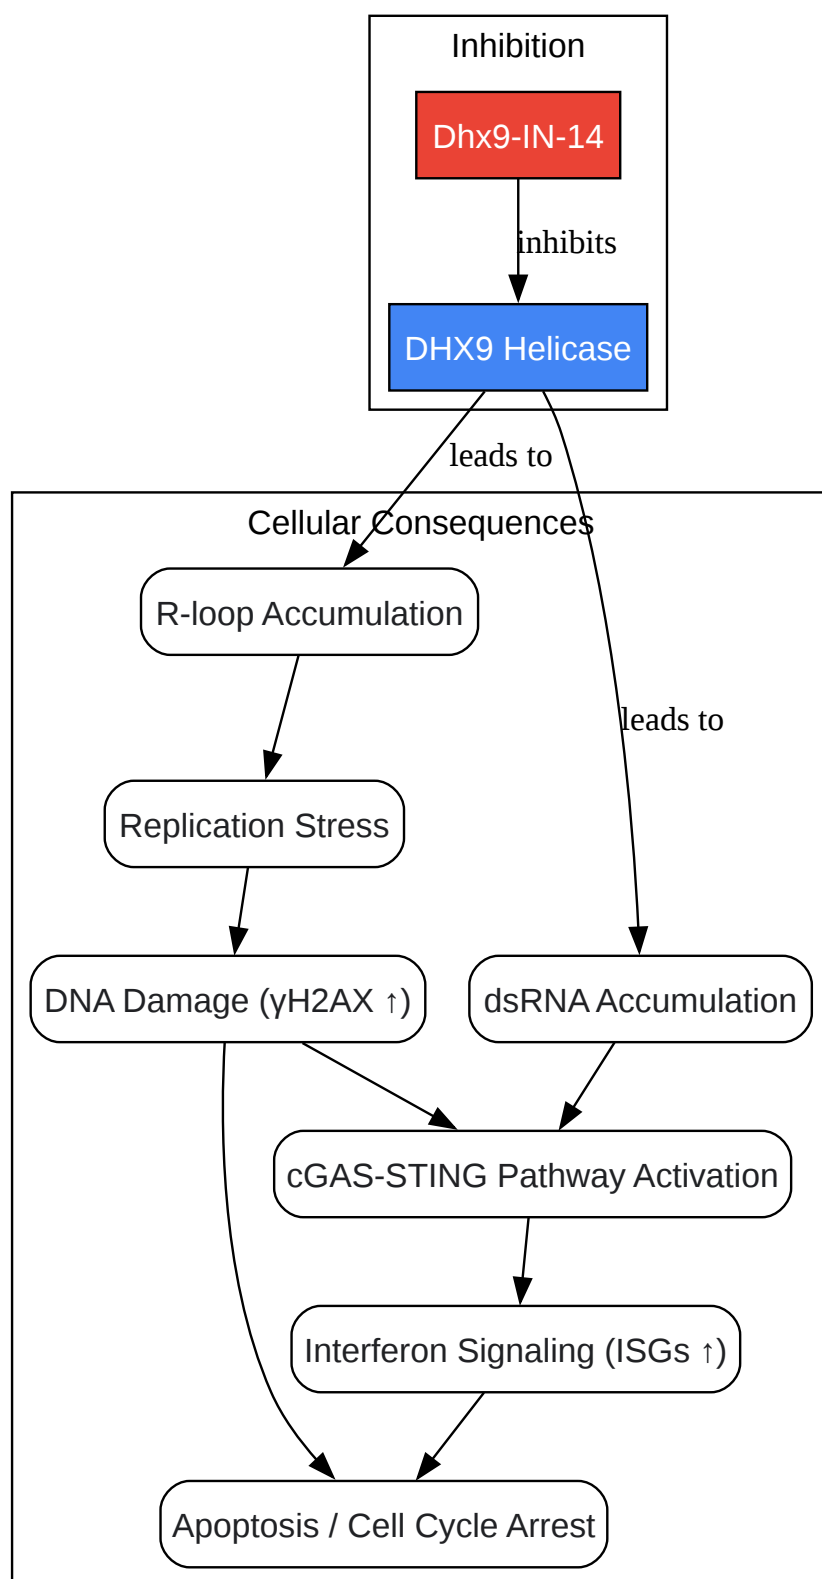 Inhibition
Dhx9-IN-14
inhibits
DHX9 Helicase
leads to
Cellular Consequences
R-loop Accumulation
leads to
Replication Stress
DNA Damage (γH2AX ↑)
dsRNA Accumulation
cGAS-STING Pathway Activation
Interferon Signaling (ISGs ↑)
Apoptosis / Cell Cycle Arrest